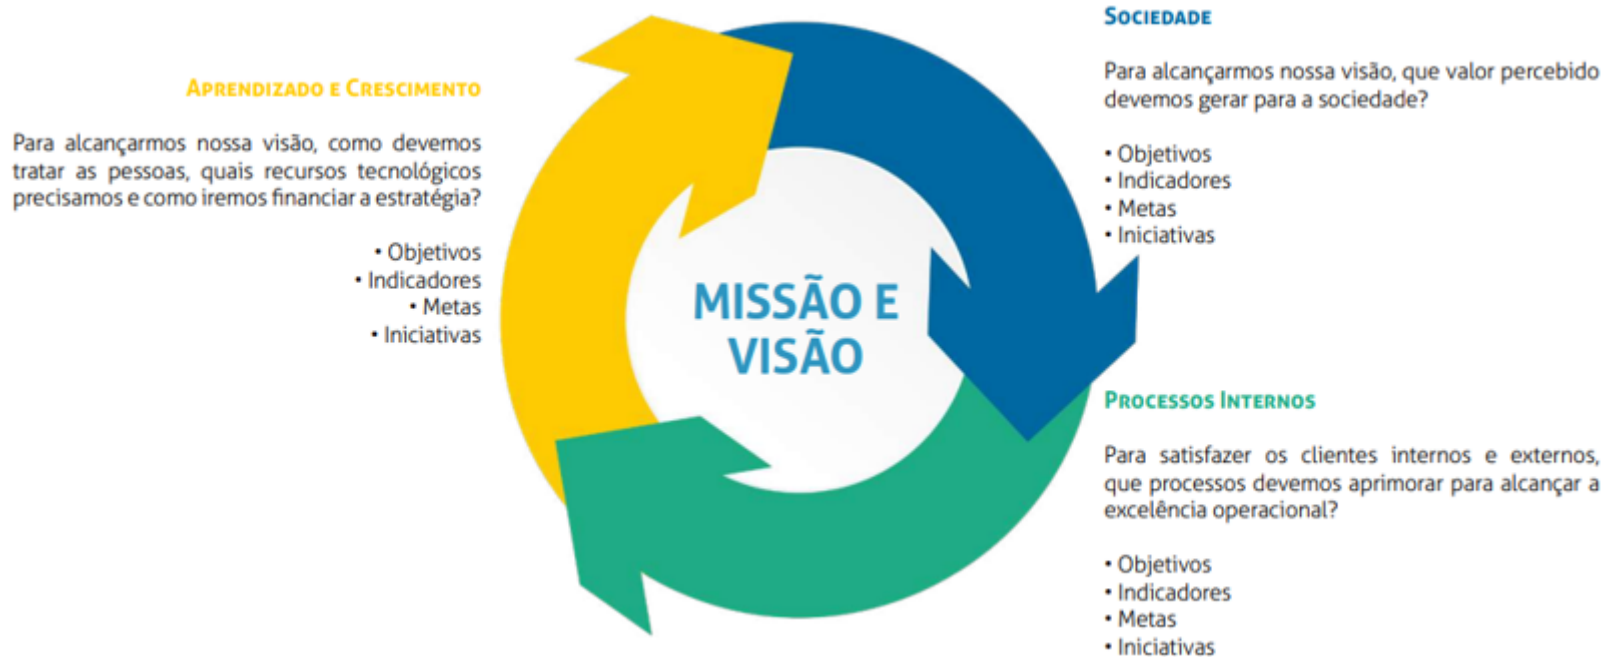 APRENDIZADO E CRESCIMENTO
Para alcançarmos nossa visão, como devemos
tratar as pessoas, quais recursos tecnológicos
precisamos e como iremos financiar a estratégia?
• Objetivos
• Indicadores
• Metas
• Iniciativas
MISSÃO E
VISÃO
SOCIEDADE
Para alcançarmos nossa visão, que valor percebido
devemos gerar para a sociedade?
• Objetivos
• Indicadores
• Metas
• Iniciativas
PROCESSOS INTERNOS
Para satisfazer os clientes internos e externos,
que processos devemos aprimorar para alcançar a
excelência operacional?
• Objetivos
• Indicadores
• Metas
• Iniciativas